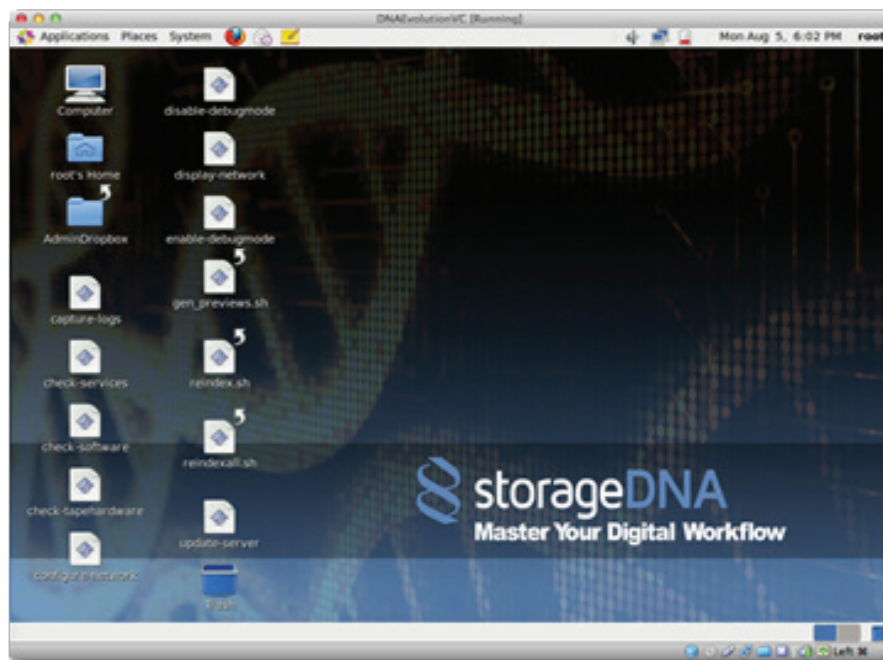 DNAEvolutionVC [Running]
Applications Places System Mon Aug 5, 6:02 PM root
Computer
disable-debugmode
root's Home
display-network
AdminDropbox
enable-debugmode
gen_previews.sh
capture-logs
check-services
reindex.sh
check-software
reindexall.sh
check-tapehardware
update-server
configure-network
Trash
storageDNA
Master Your Digital Workflow
Left ⌘